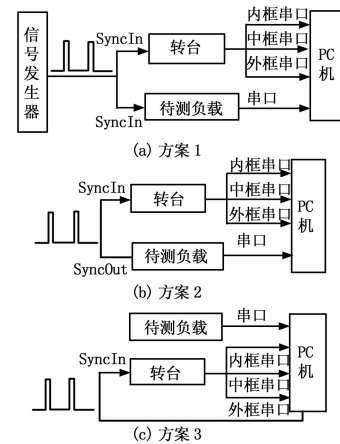 信号发生器
SyncIn
转台
内框串口
中框串口
外框串口
PC机
SyncIn
待测负载
串口
(a) 方案 1
SyncIn
转台
内框串口
中框串口
外框串口
PC机
SyncOut
待测负载
串口
(b) 方案 2
待测负载
串口
SyncIn
转台
内框串口
中框串口
外框串口
PC机
(c) 方案 3